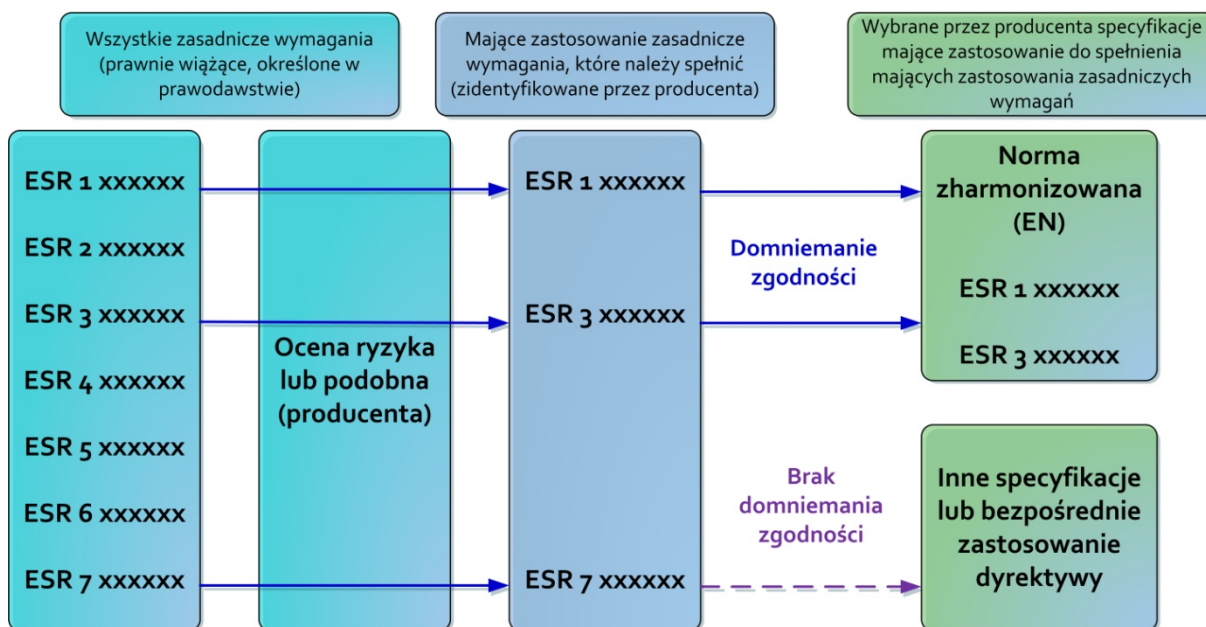 Wszystkie zasadnicze wymagania
(prawnie wiążące, określone w
prawodawstwie)
Mające zastosowanie zasadnicze
wymagania, które należy spełnić
(zidentyfikowane przez producenta)
Wybrane przez producenta specyfikacje
mające zastosowanie do spełnienia
mających zastosowania zasadniczych
wymagań
ESR 1 xxxxxx
ESR 2 xxxxxx
ESR 3 xxxxxx
ESR 4 xxxxxx
ESR 5 xxxxxx
ESR 6 xxxxxx
ESR 7 xxxxxx
Ocena ryzyka
lub podobna
(producenta)
ESR 1 xxxxxx
ESR 3 xxxxxx
ESR 7 xxxxxx
Domniemanie
zgodności
Brak
domniemania
zgodności
Norma
zharmonizowana
(EN)
ESR 1 xxxxxx
ESR 3 xxxxxx
Inne specyfikacje
lub bezpośrednie
zastosowanie
dyrektywy